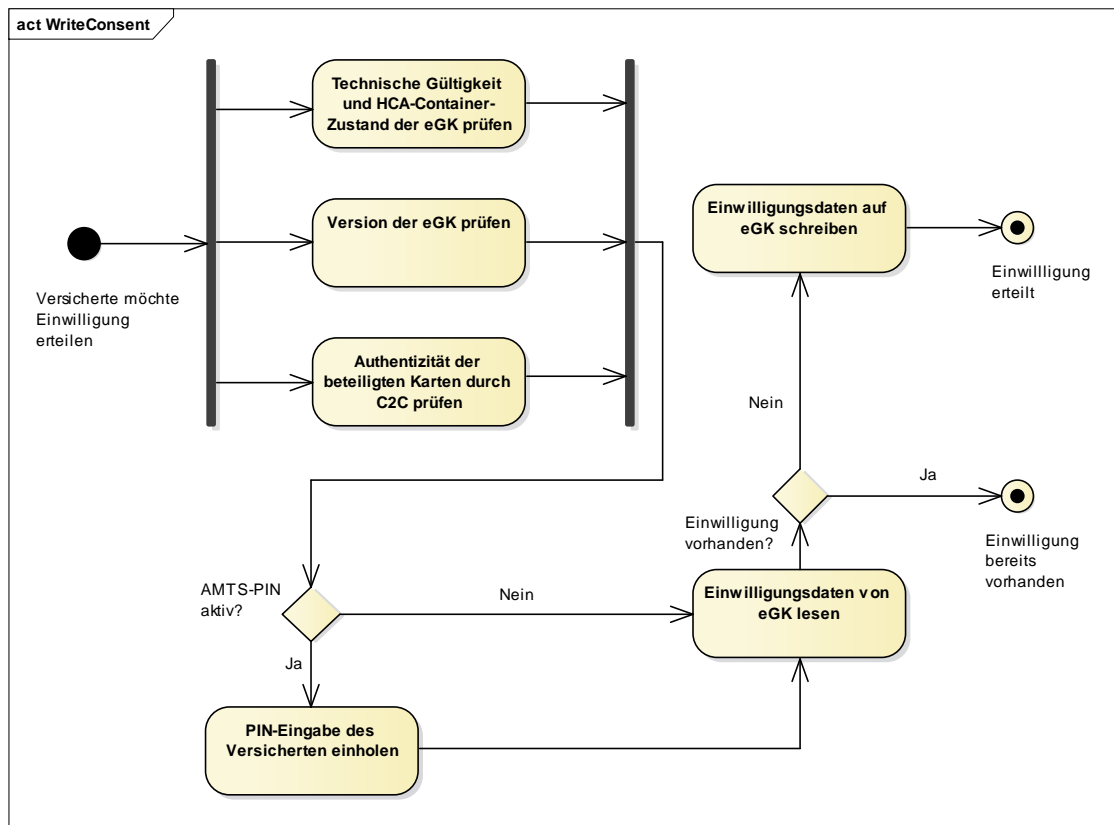 act WriteConsent
Technische Gültigkeit
und HCA-Container-
Zustand der eGK prüfen
Version der eGK prüfen
Authentizität der
beteiligten Karten durch
C2C prüfen
Versicherte möchte
Einwilligung
erteilen
Einwilligungsdaten auf
eGK schreiben
Einwillligung
erteilt
Nein
Ja
Einwilligung
vorhanden?
Einwilligung
bereits
vorhanden
AMTS-PIN
aktiv?
Nein
Ja
Einwilligungsdaten von
eGK lesen
PIN-Eingabe des
Versicherten einholen